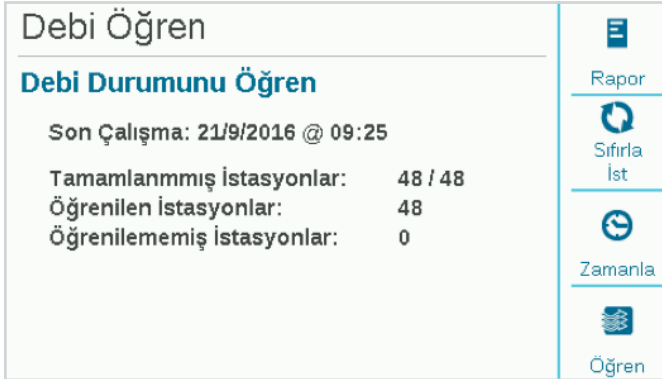 Debi Öğren
Debi Durumunu Öğren
Son Çalışma: 21/9/2016 @ 09:25
Tamamlanmmış İstasyonlar: 48 / 48
Öğrenilen İstasyonlar: 48
Öğrenilememiş İstasyonlar: 0
Rapor
Sıfırla
İst
Zamanla
Öğren